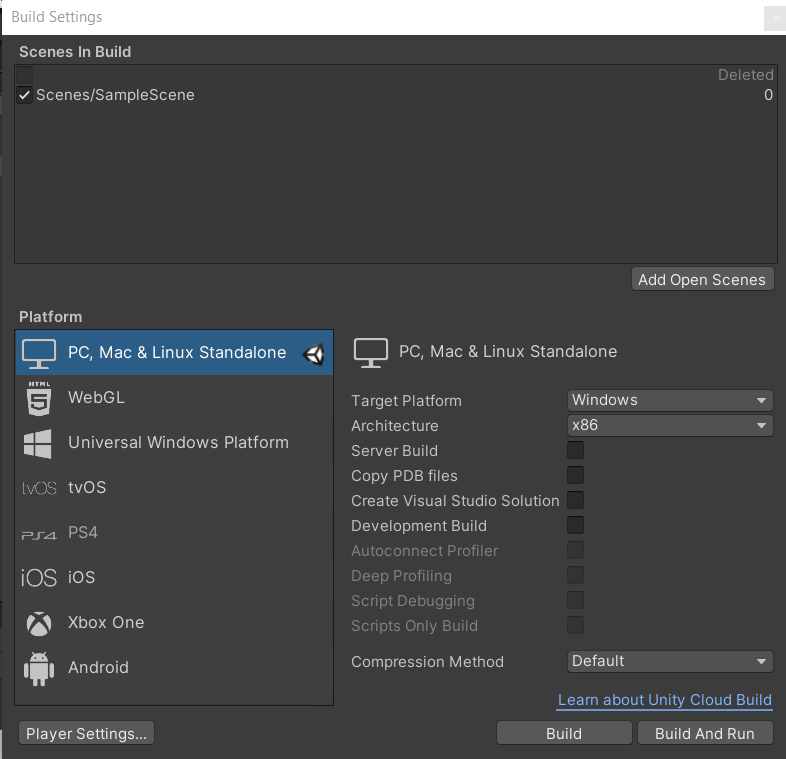 Build Settings
Scenes In Build
Deleted
Scenes/SampleScene 0
Add Open Scenes
Platform
PC, Mac & Linux Standalone
HTML
5
WebGL
Universal Windows Platform
tvOS tvOS
PS4 PS4
iOS iOS
Xbox One
Android
PC, Mac & Linux Standalone
Target Platform Windows
Architecture x86
Server Build
Copy PDB files
Create Visual Studio Solution
Development Build
Autoconnect Profiler
Deep Profiling
Script Debugging
Scripts Only Build
Compression Method Default
Learn about Unity Cloud Build
Player Settings... Build Build And Run